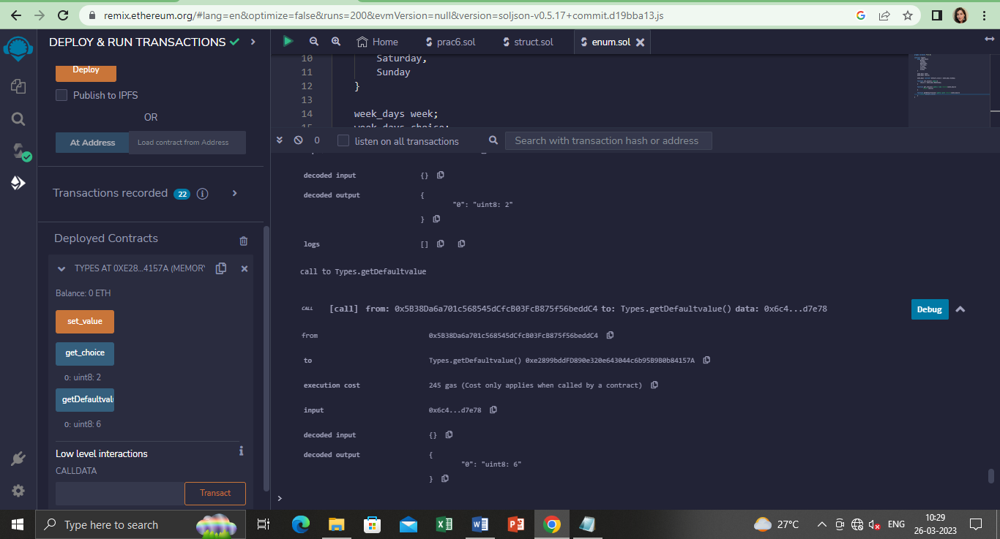 remix.ethereum.org/#lang=en&optimize=false&runs=200&evmVersion=null&version=soljson-v0.5.17+commit.d19bba13.js
DEPLOY & RUN TRANSACTIONS
Home
prac6.sol
struct.sol
enum.sol
Deploy
Publish to IPFS
OR
At Address
Load contract from Address
Transactions recorded 22 i
Deployed Contracts
TYPES AT 0XE28...4157A (MEMORY
Balance: 0 ETH
set_value
get_choice
0: uint8: 2
getDefaultval
0: uint8: 6
Low level interactions
CALLDATA
Transact
10 Saturday,
11 Sunday
12 }
13
14 week_days week;
15 week_days choice;
0
listen on all transactions
Search with transaction hash or address
decoded input {}
decoded output {
"0": "uint8: 2"
}
logs []
call to Types.getDefaultvalue
CALL [call] from: 0x5B38Da6a701c568545dCfcB03FcB875f56beddC4 to: Types.getDefaultvalue() data: 0x6c4...d7e78
Debug
from 0x5B38Da6a701c568545dCfcB03FcB875f56beddC4
to Types.getDefaultvalue() 0xe2899bddFD890e320e643044c6b95B9B0b84157A
execution cost 245 gas (Cost only applies when called by a contract)
input 0x6c4...d7e78
decoded input {}
decoded output {
"0": "uint8: 6"
}
>
Type here to search
27°C
ENG
10:29
26-03-2023